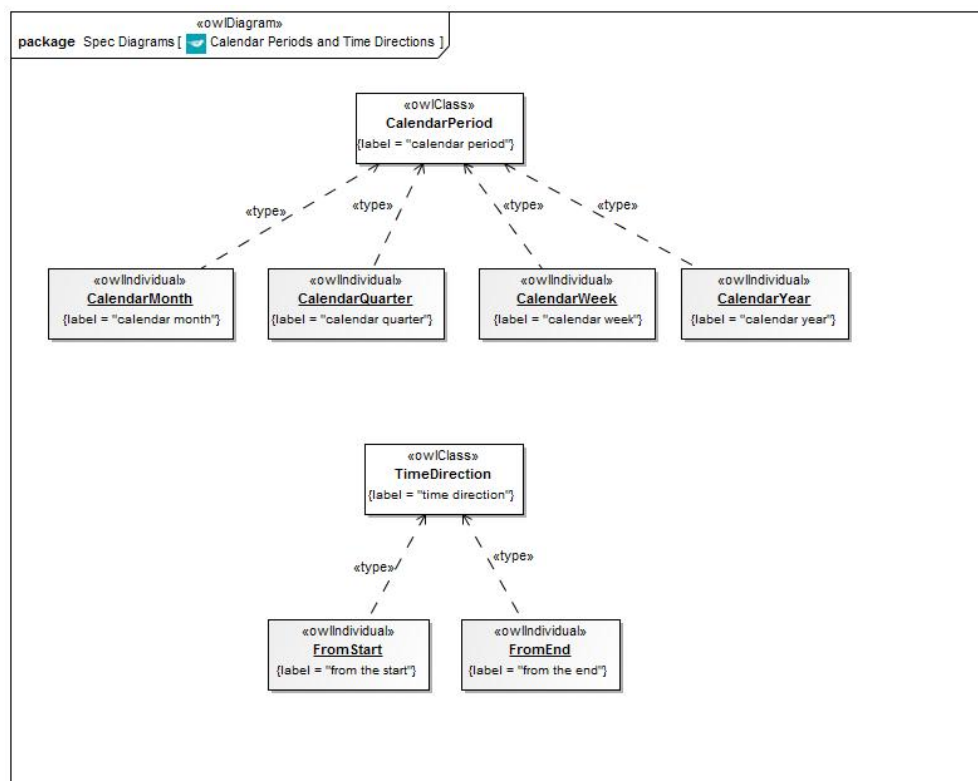 «owlDiagram»
package Spec Diagrams [ Calendar Periods and Time Directions ]
«owlClass»
CalendarPeriod
{label = "calendar period"}
«type» «type» «type» «type»
«owlIndividual» «owlIndividual» «owlIndividual» «owlIndividual»
CalendarMonth CalendarQuarter CalendarWeek CalendarYear
{label = "calendar month"} {label = "calendar quarter"} {label = "calendar week"} {label = "calendar year"}
«owlClass»
TimeDirection
{label = "time direction"}
«type» «type»
«owlIndividual» «owlIndividual»
FromStart FromEnd
{label = "from the start"} {label = "from the end"}